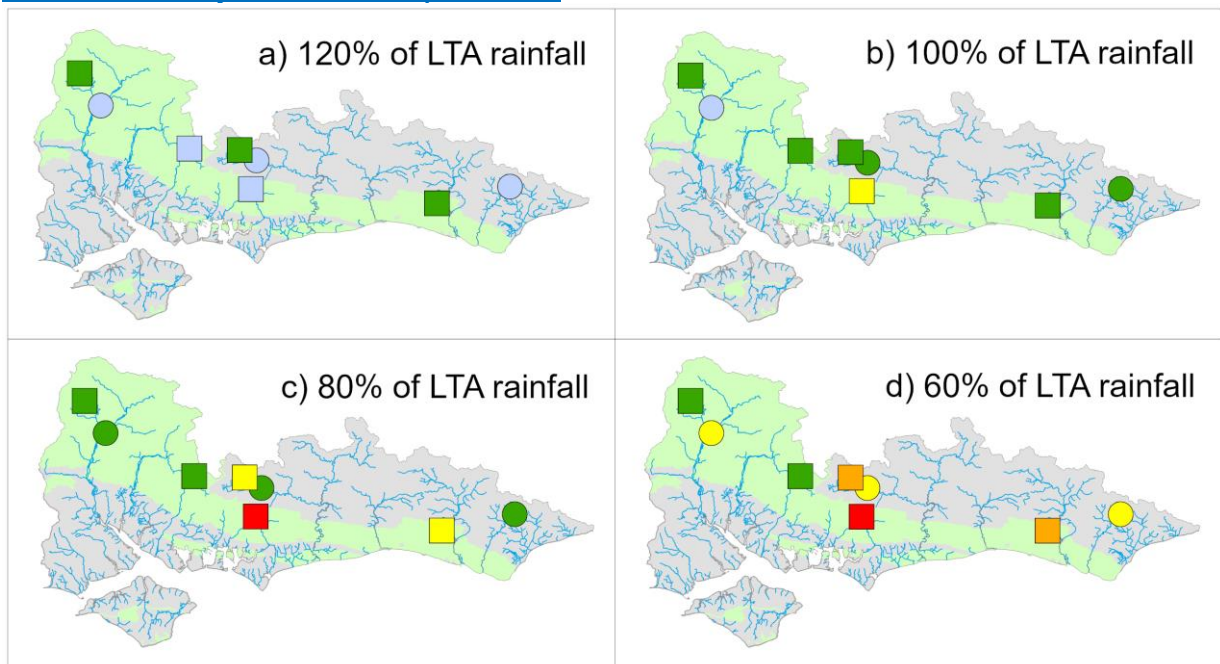 a) 120% of LTA rainfall
b) 100% of LTA rainfall
c) 80% of LTA rainfall
d) 60% of LTA rainfall